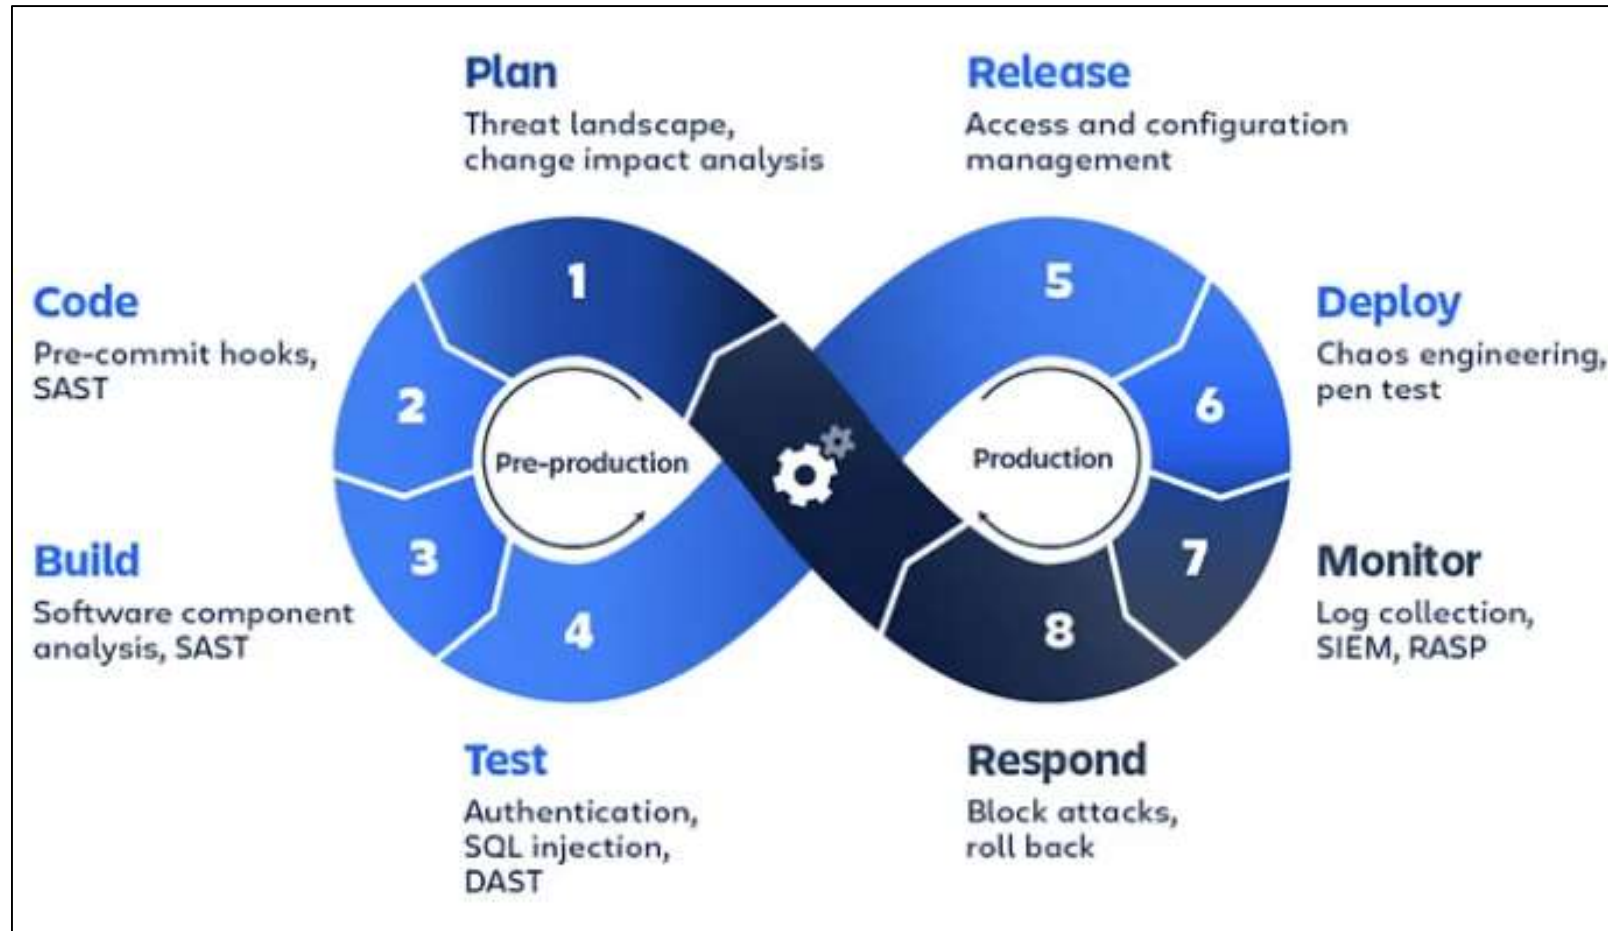 Plan
Threat landscape,
change impact analysis
Release
Access and configuration
management
Code
Pre-commit hooks,
SAST
1
2
3
4
Pre-production
5
6
7
8
Production
Deploy
Chaos engineering,
pen test
Build
Software component
analysis, SAST
Monitor
Log collection,
SIEM, RASP
Test
Authentication,
SQL injection,
DAST
Respond
Block attacks,
roll back